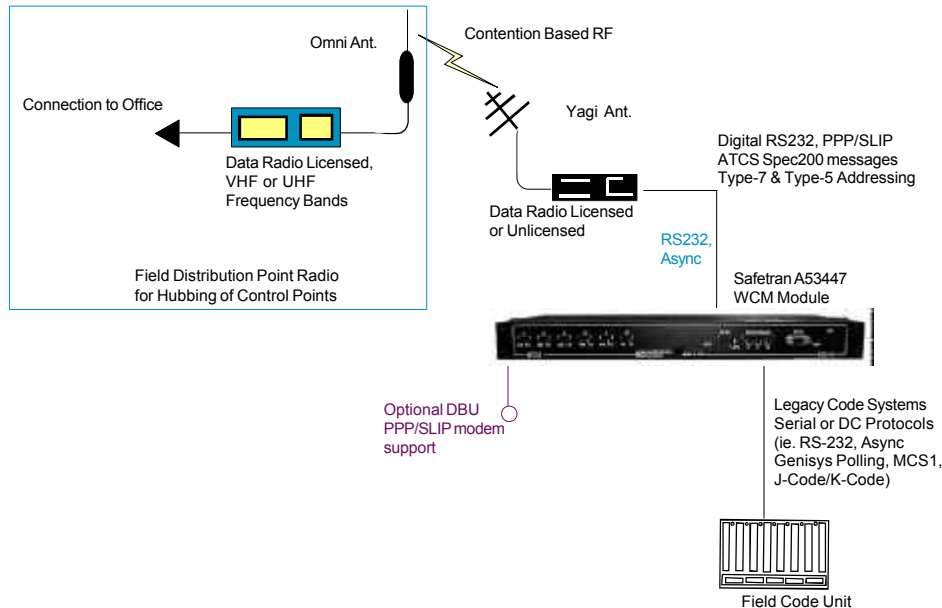 Omni Ant.
Contention Based RF
Connection to Office
Yagi Ant.
Data Radio Licensed,
VHF or UHF
Frequency Bands
Digital RS232, PPP/SLIP
ATCS Spec200 messages
Type-7 & Type-5 Addressing
Data Radio Licensed
or Unlicensed
RS232,
Async
Field Distribution Point Radio
for Hubbing of Control Points
Safetran A53447
WCM Module
Optional DBU
PPP/SLIP modem
support
Legacy Code Systems
Serial or DC Protocols
(ie. RS-232, Async
Genisys Polling, MCS1,
J-Code/K-Code)
Field Code Unit